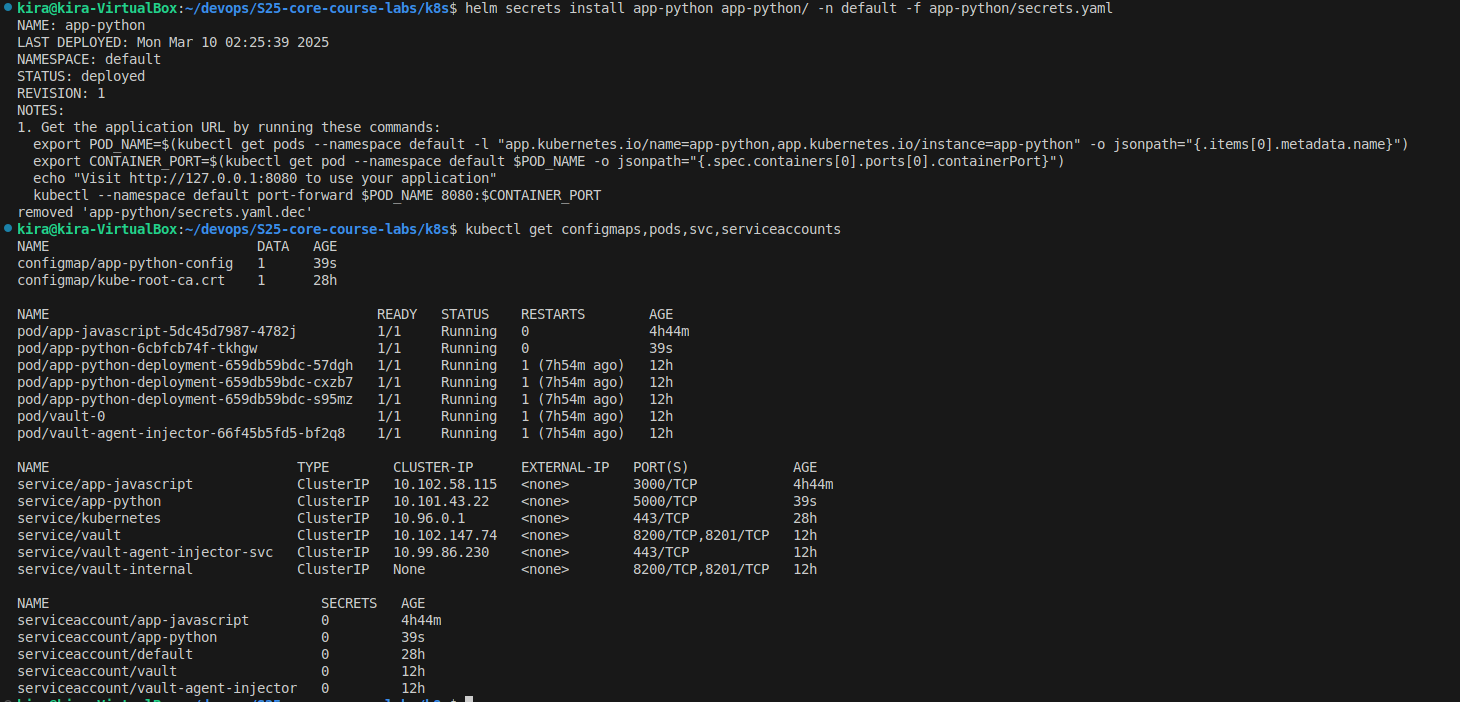 kira@kira-VirtualBox:~/devops/S25-core-course-labs/k8s$ helm secrets install app-python app-python/ -n default -f app-python/secrets.yaml
NAME: app-python
LAST DEPLOYED: Mon Mar 10 02:25:39 2025
NAMESPACE: default
STATUS: deployed
REVISION: 1
NOTES:
1. Get the application URL by running these commands:
  export POD_NAME=$(kubectl get pods --namespace default -l "app.kubernetes.io/name=app-python,app.kubernetes.io/instance=app-python" -o jsonpath="{.items[0].metadata.name}")
  export CONTAINER_PORT=$(kubectl get pod --namespace default $POD_NAME -o jsonpath="{.spec.containers[0].ports[0].containerPort}")
  echo "Visit http://127.0.0.1:8080 to use your application"
  kubectl --namespace default port-forward $POD_NAME 8080:$CONTAINER_PORT
removed 'app-python/secrets.yaml.dec'
kira@kira-VirtualBox:~/devops/S25-core-course-labs/k8s$ kubectl get configmaps,pods,svc,serviceaccounts
NAME                          DATA   AGE
configmap/app-python-config   1      39s
configmap/kube-root-ca.crt    1      28h

NAME                                         READY   STATUS    RESTARTS        AGE
pod/app-javascript-5dc45d7987-4782j          1/1     Running   0               4h44m
pod/app-python-6cbfcb74f-tkhgw               1/1     Running   0               39s
pod/app-python-deployment-659db59bdc-57dgh   1/1     Running   1 (7h54m ago)   12h
pod/app-python-deployment-659db59bdc-cxzb7   1/1     Running   1 (7h54m ago)   12h
pod/app-python-deployment-659db59bdc-s95mz   1/1     Running   1 (7h54m ago)   12h
pod/vault-0                                  1/1     Running   1 (7h54m ago)   12h
pod/vault-agent-injector-66f45b5fd5-bf2q8    1/1     Running   1 (7h54m ago)   12h

NAME                               TYPE        CLUSTER-IP      EXTERNAL-IP   PORT(S)             AGE
service/app-javascript             ClusterIP   10.102.58.115   <none>        3000/TCP            4h44m
service/app-python                 ClusterIP   10.101.43.22    <none>        5000/TCP            39s
service/kubernetes                 ClusterIP   10.96.0.1       <none>        443/TCP             28h
service/vault                      ClusterIP   10.102.147.74   <none>        8200/TCP,8201/TCP   12h
service/vault-agent-injector-svc   ClusterIP   10.99.86.230    <none>        443/TCP             12h
service/vault-internal             ClusterIP   None            <none>        8200/TCP,8201/TCP   12h

NAME                                  SECRETS   AGE
serviceaccount/app-javascript         0         4h44m
serviceaccount/app-python             0         39s
serviceaccount/default                0         28h
serviceaccount/vault                  0         12h
serviceaccount/vault-agent-injector   0         12h
kira@kira-VirtualBox:~/devops/S25-core-course-labs/k8s$